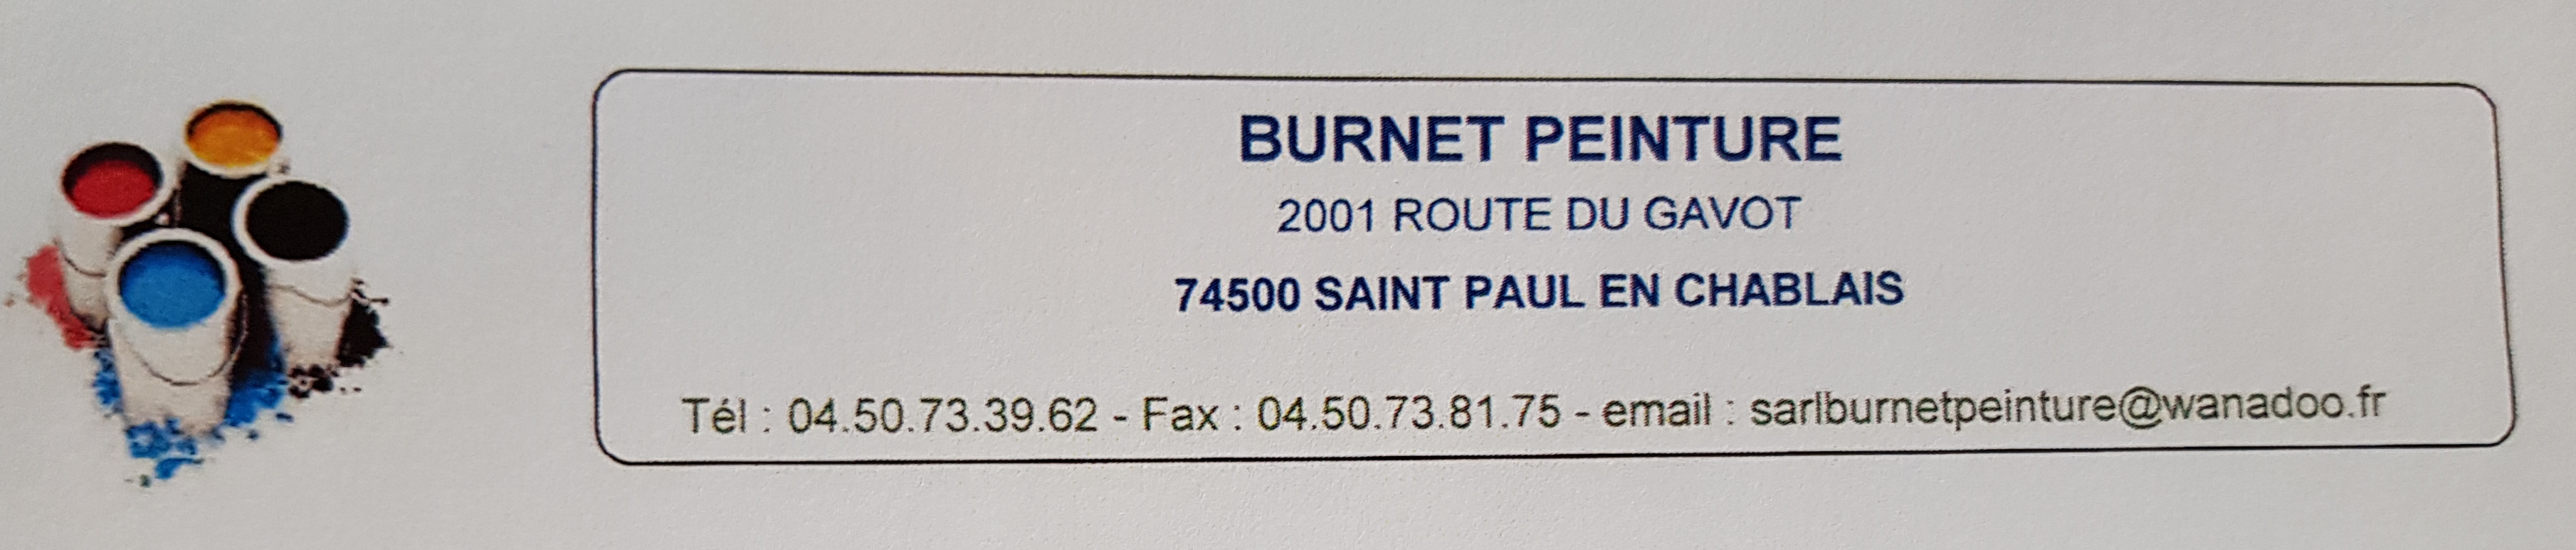 BURNET PEINTURE
2001 ROUTE DU GAVOT
74500 SAINT PAUL EN CHABLAIS
Tél : 04.50.73.39.62 - Fax : 04.50.73.81.75 - email : sarlburnetpeinture@wanadoo.fr